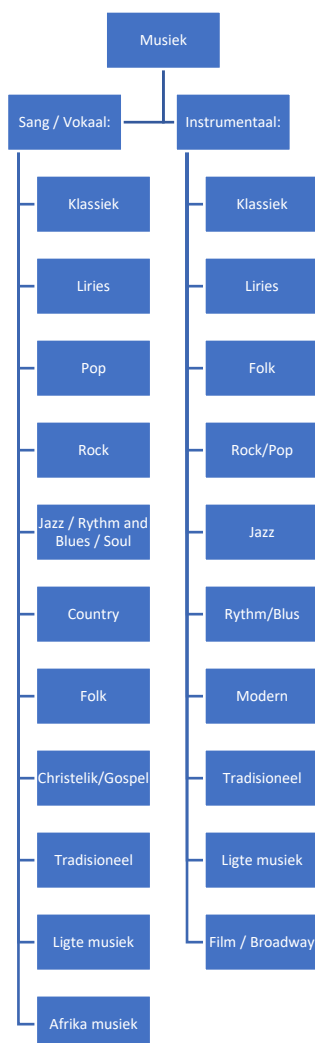 Musiek
Sang / Vokaal:
Klassiek
Liries
Pop
Rock
Jazz / Rythm and
Blues / Soul
Country
Folk
Christelik/Gospel
Tradisioneel
Ligte musiek
Afrika musiek
Instrumentaal:
Klassiek
Liries
Folk
Rock/Pop
Jazz
Rythm/Blus
Modern
Tradisioneel
Ligte musiek
Film / Broadway